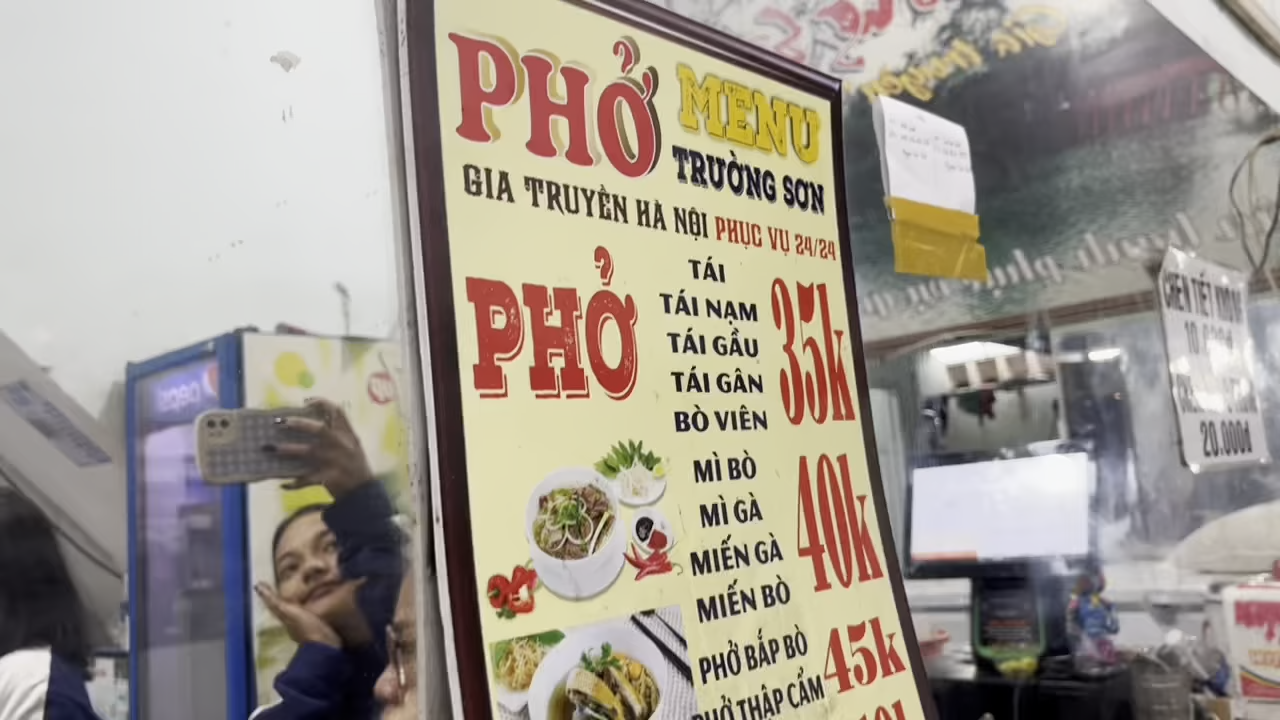 PHỞ MENU
TRƯỜNG SƠN
GIA TRUYỀN HÀ NỘI PHỤC VỤ 24/24
PHỞ
TÁI
TÁI NẠM
TÁI GẦU
TÁI GÂN
BÒ VIÊN
35k
MÌ BÒ
MÌ GÀ
MIẾN GÀ
MIẾN BÒ
40k
PHỞ BẮP BÒ
PHỞ THẬP CẨM
45k
20.000đ